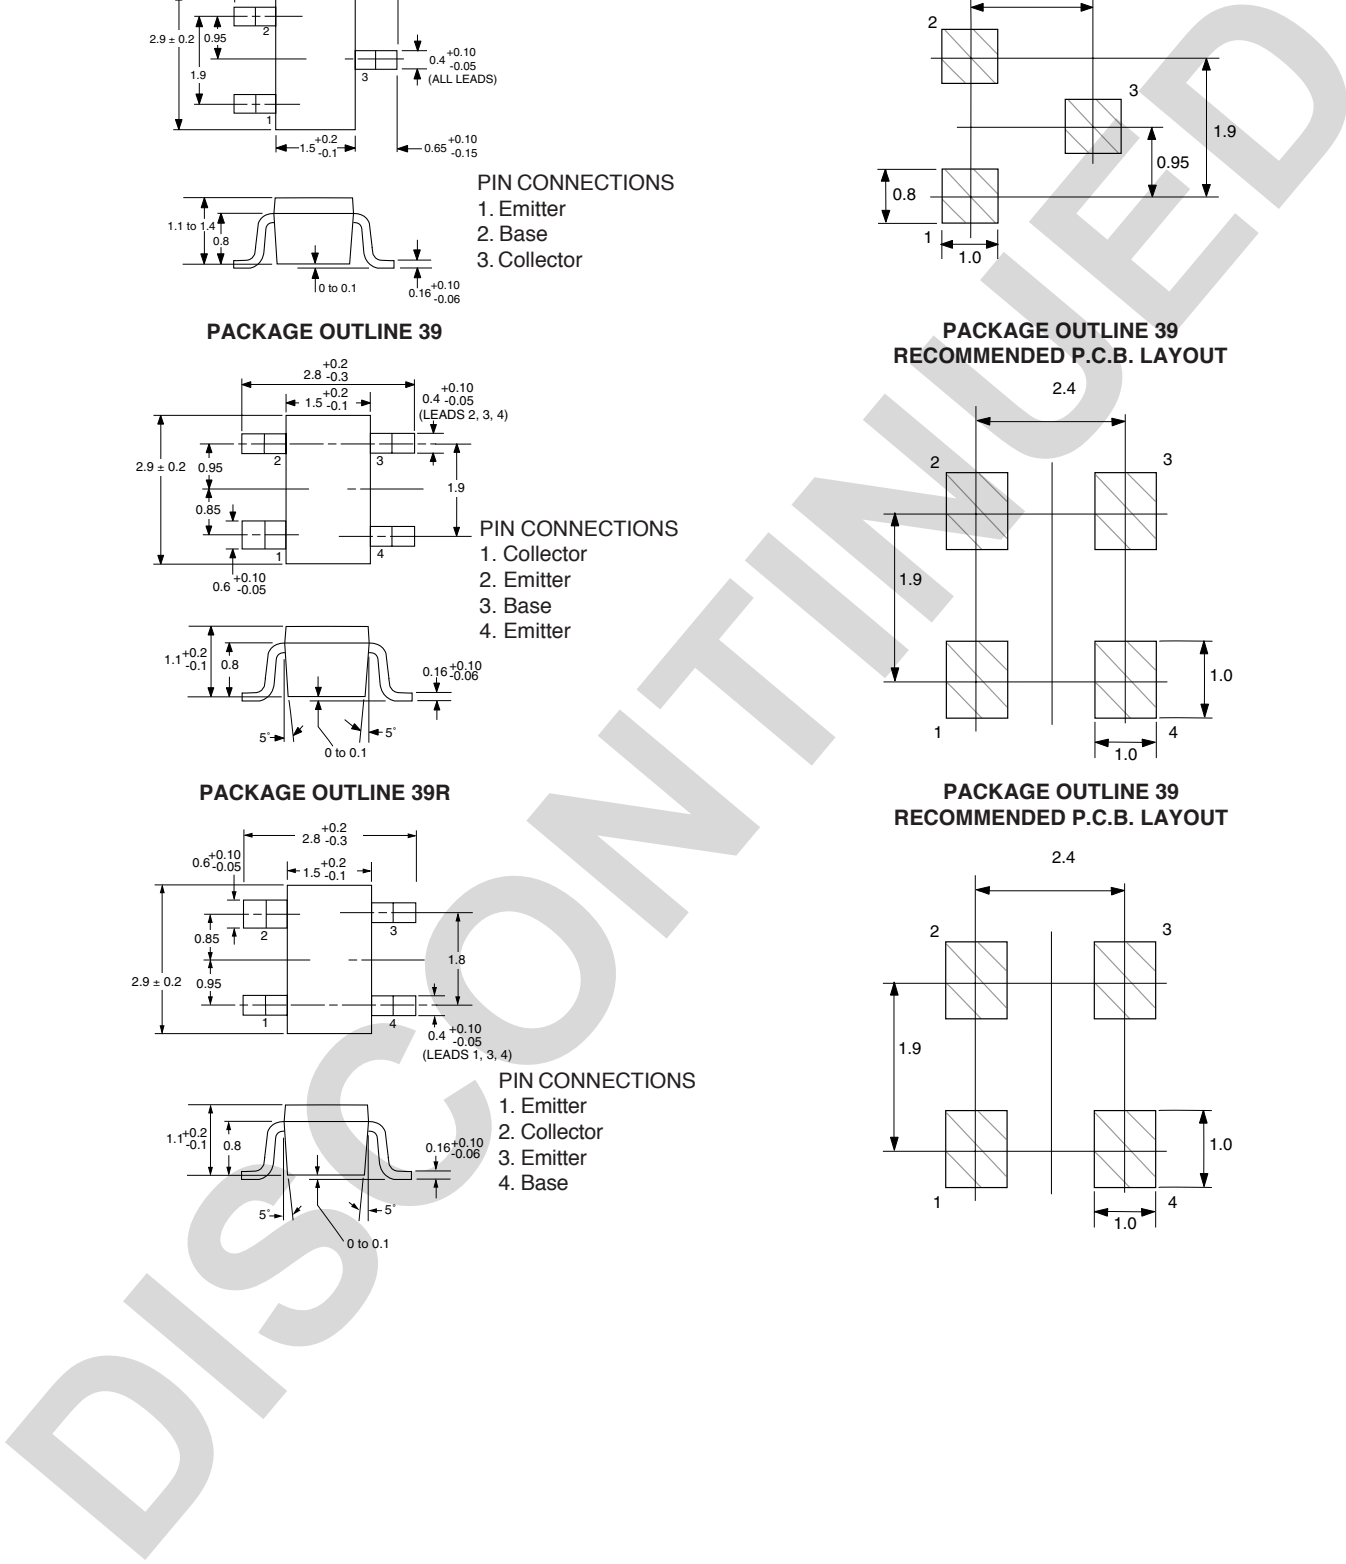 2
2.9 ± 0.2
0.95
1.9
1
3
0.4 +0.10 -0.05
(ALL LEADS)
1.5 +0.2 -0.1
0.65 +0.10 -0.15
1.1 to 1.4
0.8
0 to 0.1
0.16 +0.10 -0.06
PIN CONNECTIONS
1. Emitter
2. Base
3. Collector
2
3
1.9
0.95
0.8
1
1.0
PACKAGE OUTLINE 39
2.8 +0.2 -0.3
1.5 +0.2 -0.1
0.4 +0.10 -0.05
(LEADS 2, 3, 4)
2
3
2.9 ± 0.2
0.95
1.9
0.85
1
4
0.6 +0.10 -0.05
PIN CONNECTIONS
1. Collector
2. Emitter
3. Base
4. Emitter
1.1 +0.2 -0.1
0.8
0.16 +0.10 -0.06
5˚
5˚
0 to 0.1
PACKAGE OUTLINE 39
RECOMMENDED P.C.B. LAYOUT
2.4
2
3
1.9
1.0
1
4
1.0
PACKAGE OUTLINE 39R
2.8 +0.2 -0.3
0.6 +0.10 -0.05
1.5 +0.2 -0.1
2
3
0.85
1.8
2.9 ± 0.2
0.95
1
4
0.4 +0.10 -0.05
(LEADS 1, 3, 4)
PIN CONNECTIONS
1. Emitter
2. Collector
3. Emitter
4. Base
1.1 +0.2 -0.1
0.8
0.16 +0.10 -0.06
5˚
5˚
0 to 0.1
PACKAGE OUTLINE 39
RECOMMENDED P.C.B. LAYOUT
2.4
2
3
1.9
1.0
1
4
1.0
DISCONTINUED